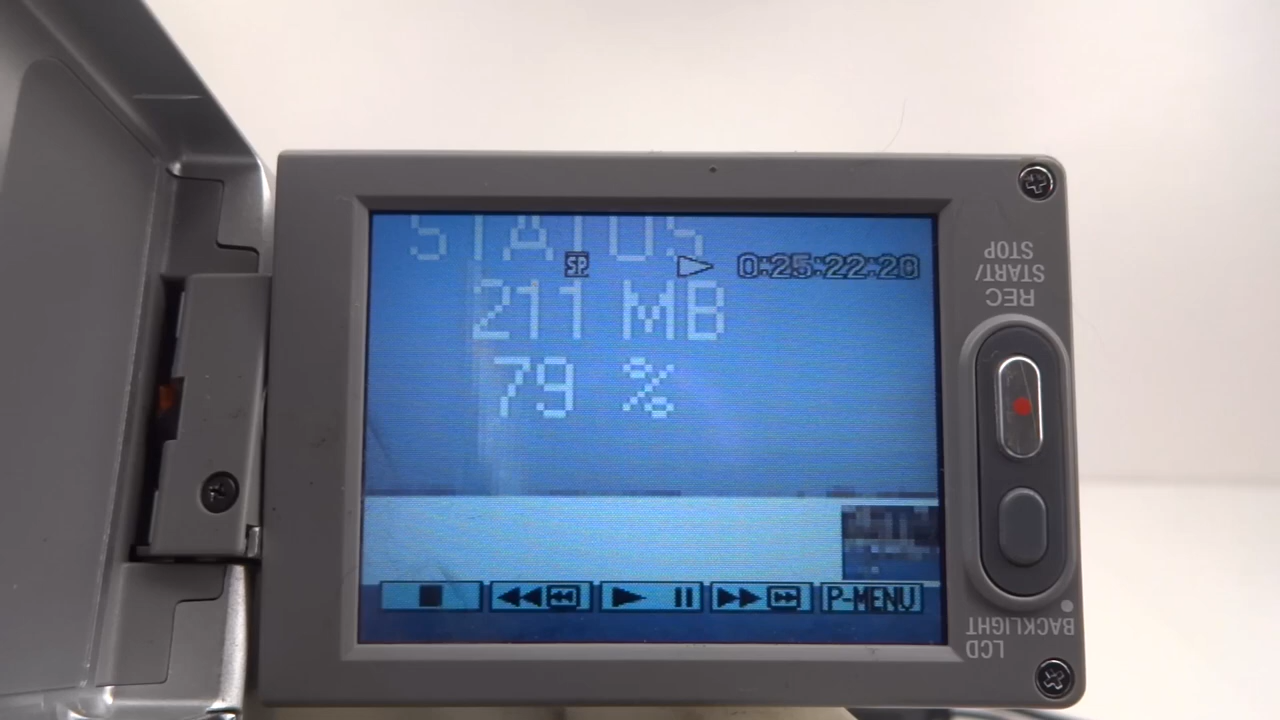 STATUS
SP 0:25:22:20
211 MB
79 %
P-MENU
REC
START/
STOP
LCD
BACKLIGHT